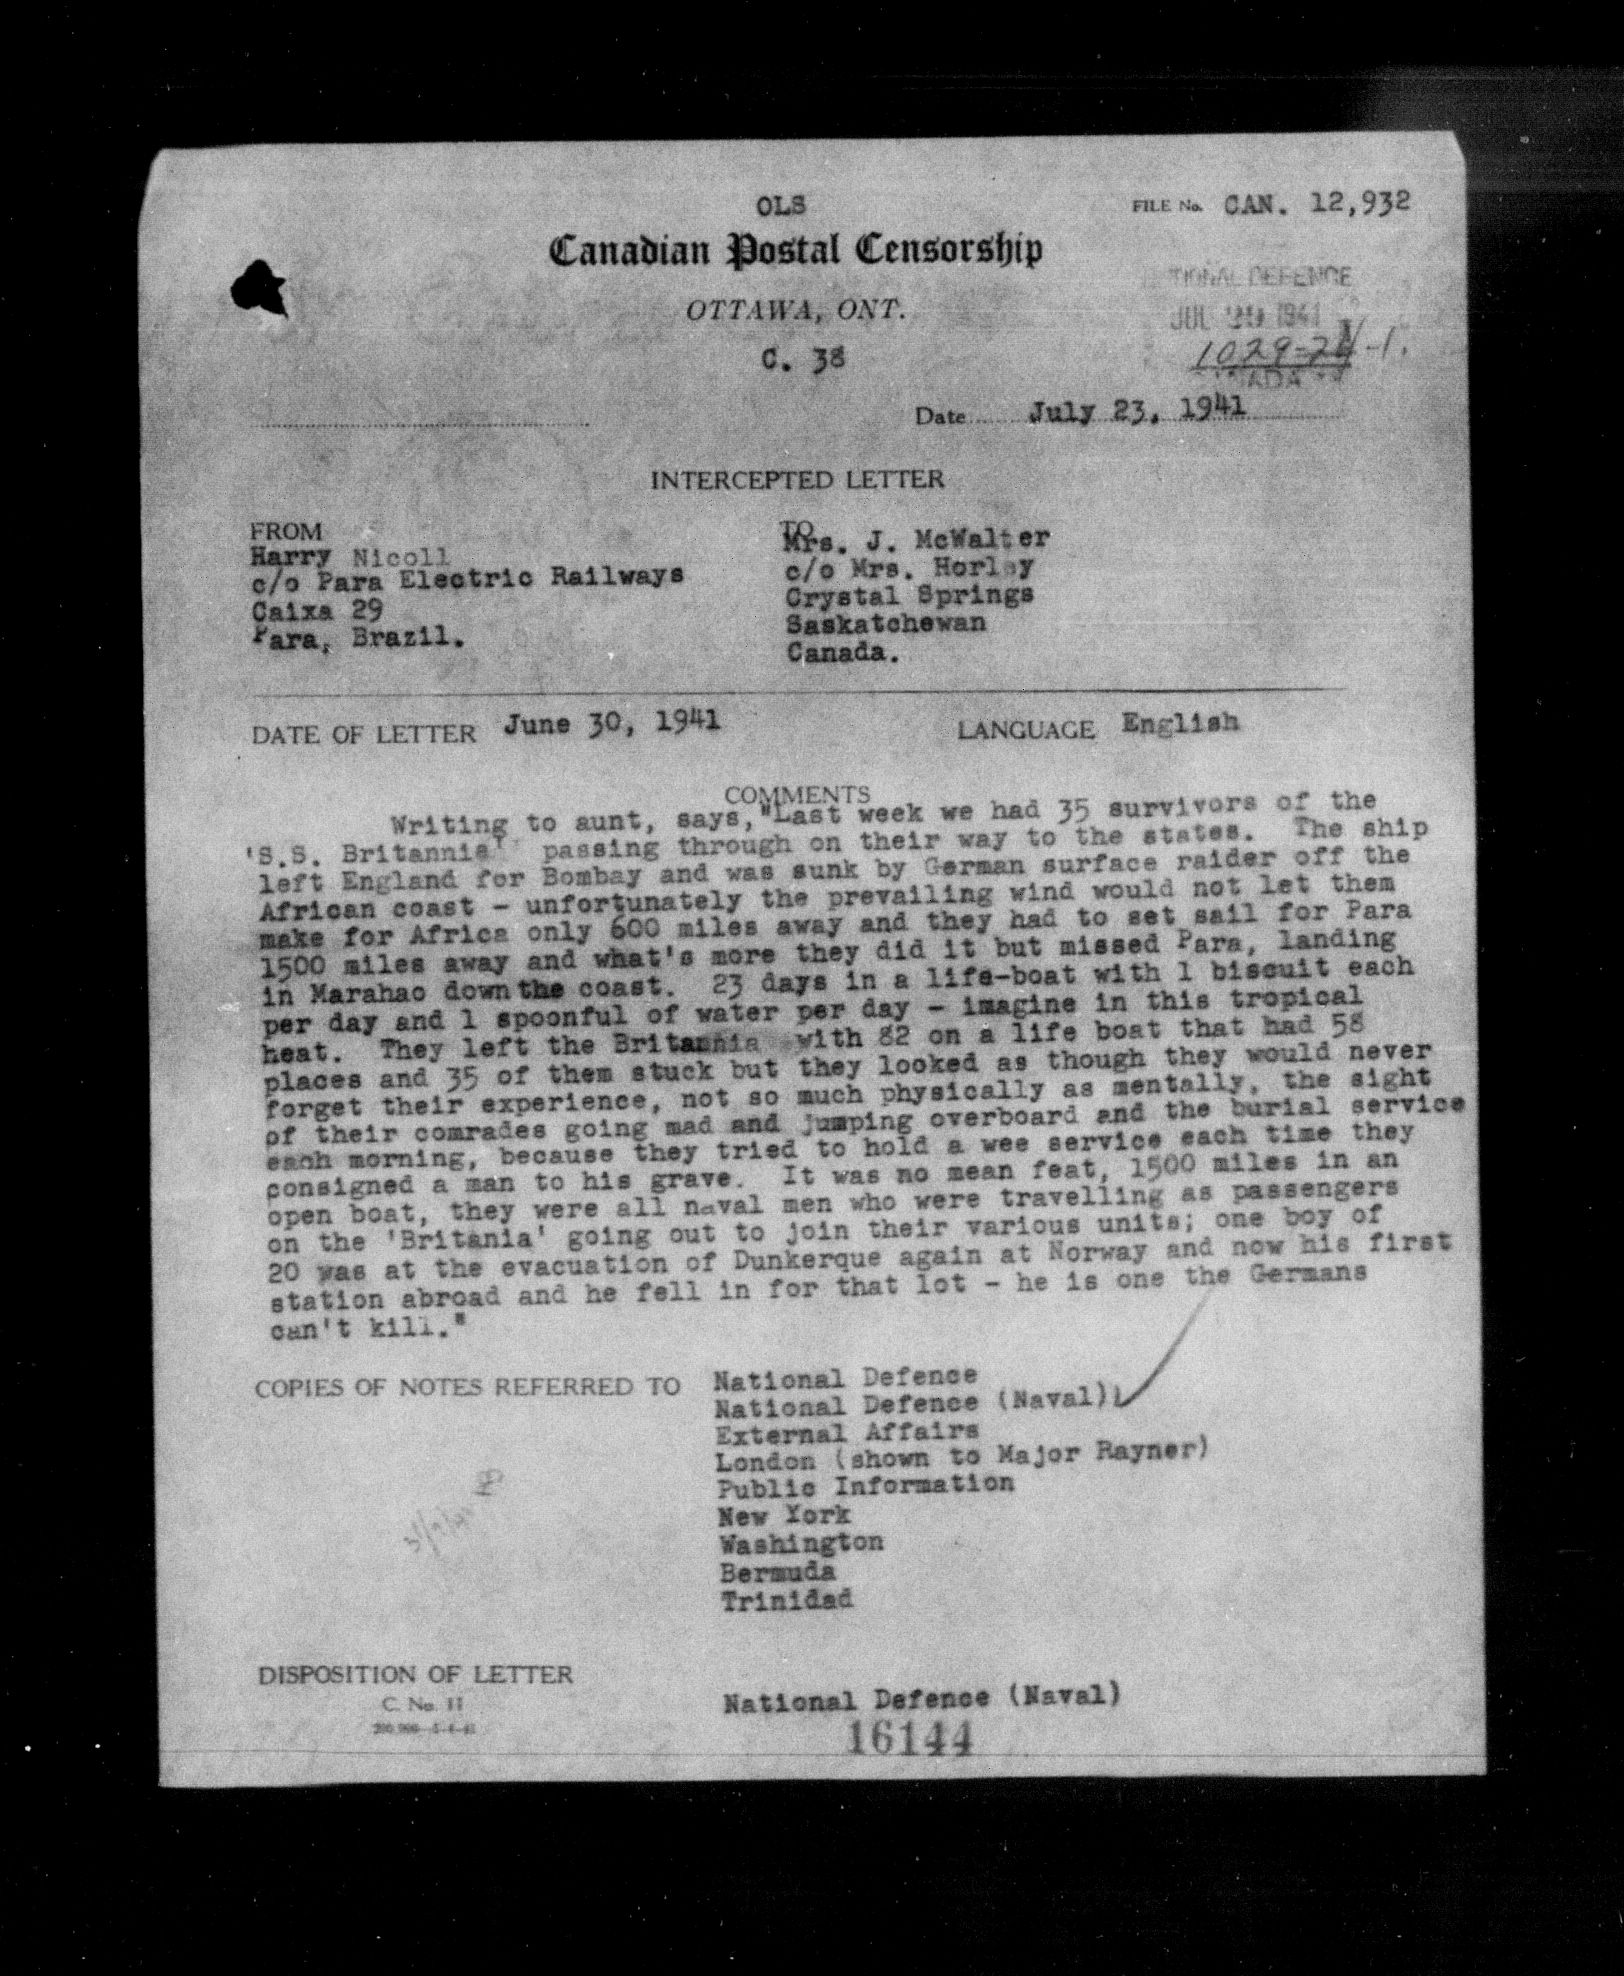 OLS
FILE No. CAN. 12,932
Canadian Postal Censorship
OTTAWA, ONT.
C. 38
TIONAL DEFENCE
JUL 1941
1029-24-1.
ADA
Date July 23, 1941
INTERCEPTED LETTER
FROM
Harry Nicoll
c/o Para Electric Railways
Caixa 29
Para, Brazil.
TO
Mrs. J. McWalter
c/o Mrs. Horley
Crystal Springs
Saskatchewan
Canada.
DATE OF LETTER June 30, 1941
LANGUAGE English
COMMENTS
Writing to aunt, says, "Last week we had 35 survivors of the
'S.S. Britannia' passing through on their way to the states. The ship
left England for Bombay and was sunk by German surface raider off the
African coast - unfortunately the prevailing wind would not let them
make for Africa only 600 miles away and they had to set sail for Para
1500 miles away and what's more they did it but missed Para, landing
in Marahao down the coast. 23 days in a life-boat with 1 biscuit each
per day and 1 spoonful of water per day - imagine in this tropical
heat. They left the Britannia with 82 on a life boat that had 58
places and 35 of them stuck but they looked as though they would never
forget their experience, not so much physically as mentally, the sight
of their comrades going mad and jumping overboard and the burial service
each morning, because they tried to hold a wee service each time they
consigned a man to his grave. It was no mean feat, 1500 miles in an
open boat, they were all naval men who were travelling as passengers
on the 'Britania' going out to join their various units; one boy of
20 was at the evacuation of Dunkerque again at Norway and now his first
station abroad and he fell in for that lot - he is one the Germans
can't kill."
COPIES OF NOTES REFERRED TO
National Defence
National Defence (Naval)
External Affairs
London (shown to Major Rayner)
Public Information
New York
Washington
Bermuda
Trinidad
DISPOSITION OF LETTER
C. No. 11
National Defence (Naval)
16144